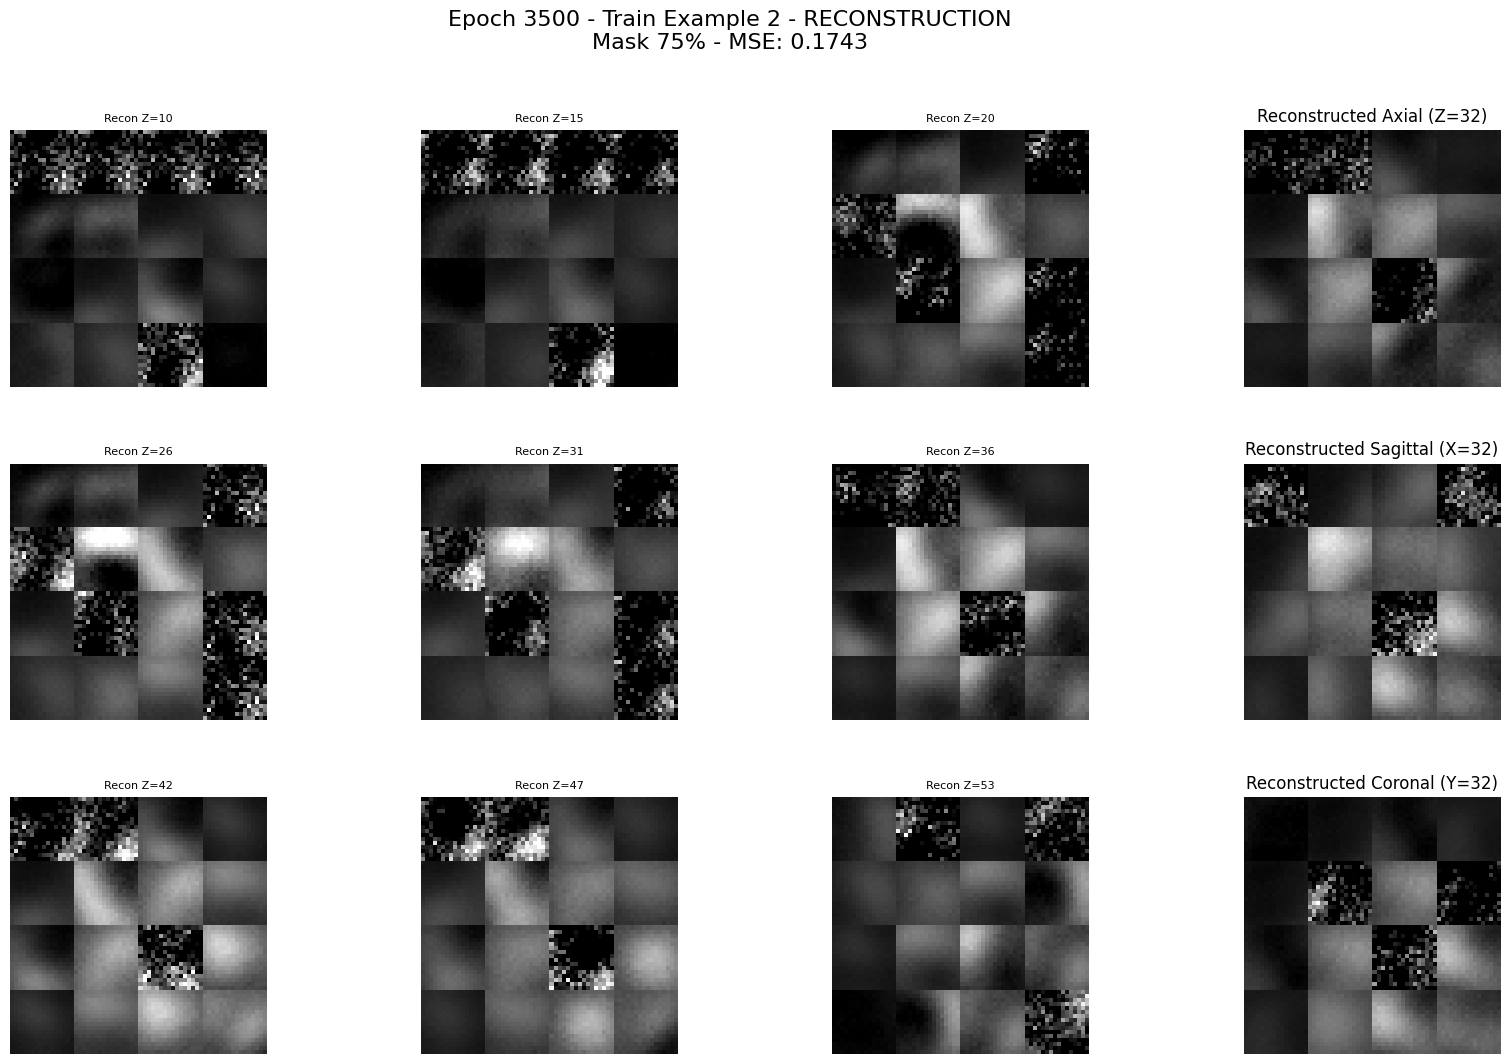 Epoch 3500 - Train Example 2 - RECONSTRUCTION
Mask 75% - MSE: 0.1743
Recon Z=10
Recon Z=15
Recon Z=20
Reconstructed Axial (Z=32)
Recon Z=26
Recon Z=31
Recon Z=36
Reconstructed Sagittal (X=32)
Recon Z=42
Recon Z=47
Recon Z=53
Reconstructed Coronal (Y=32)